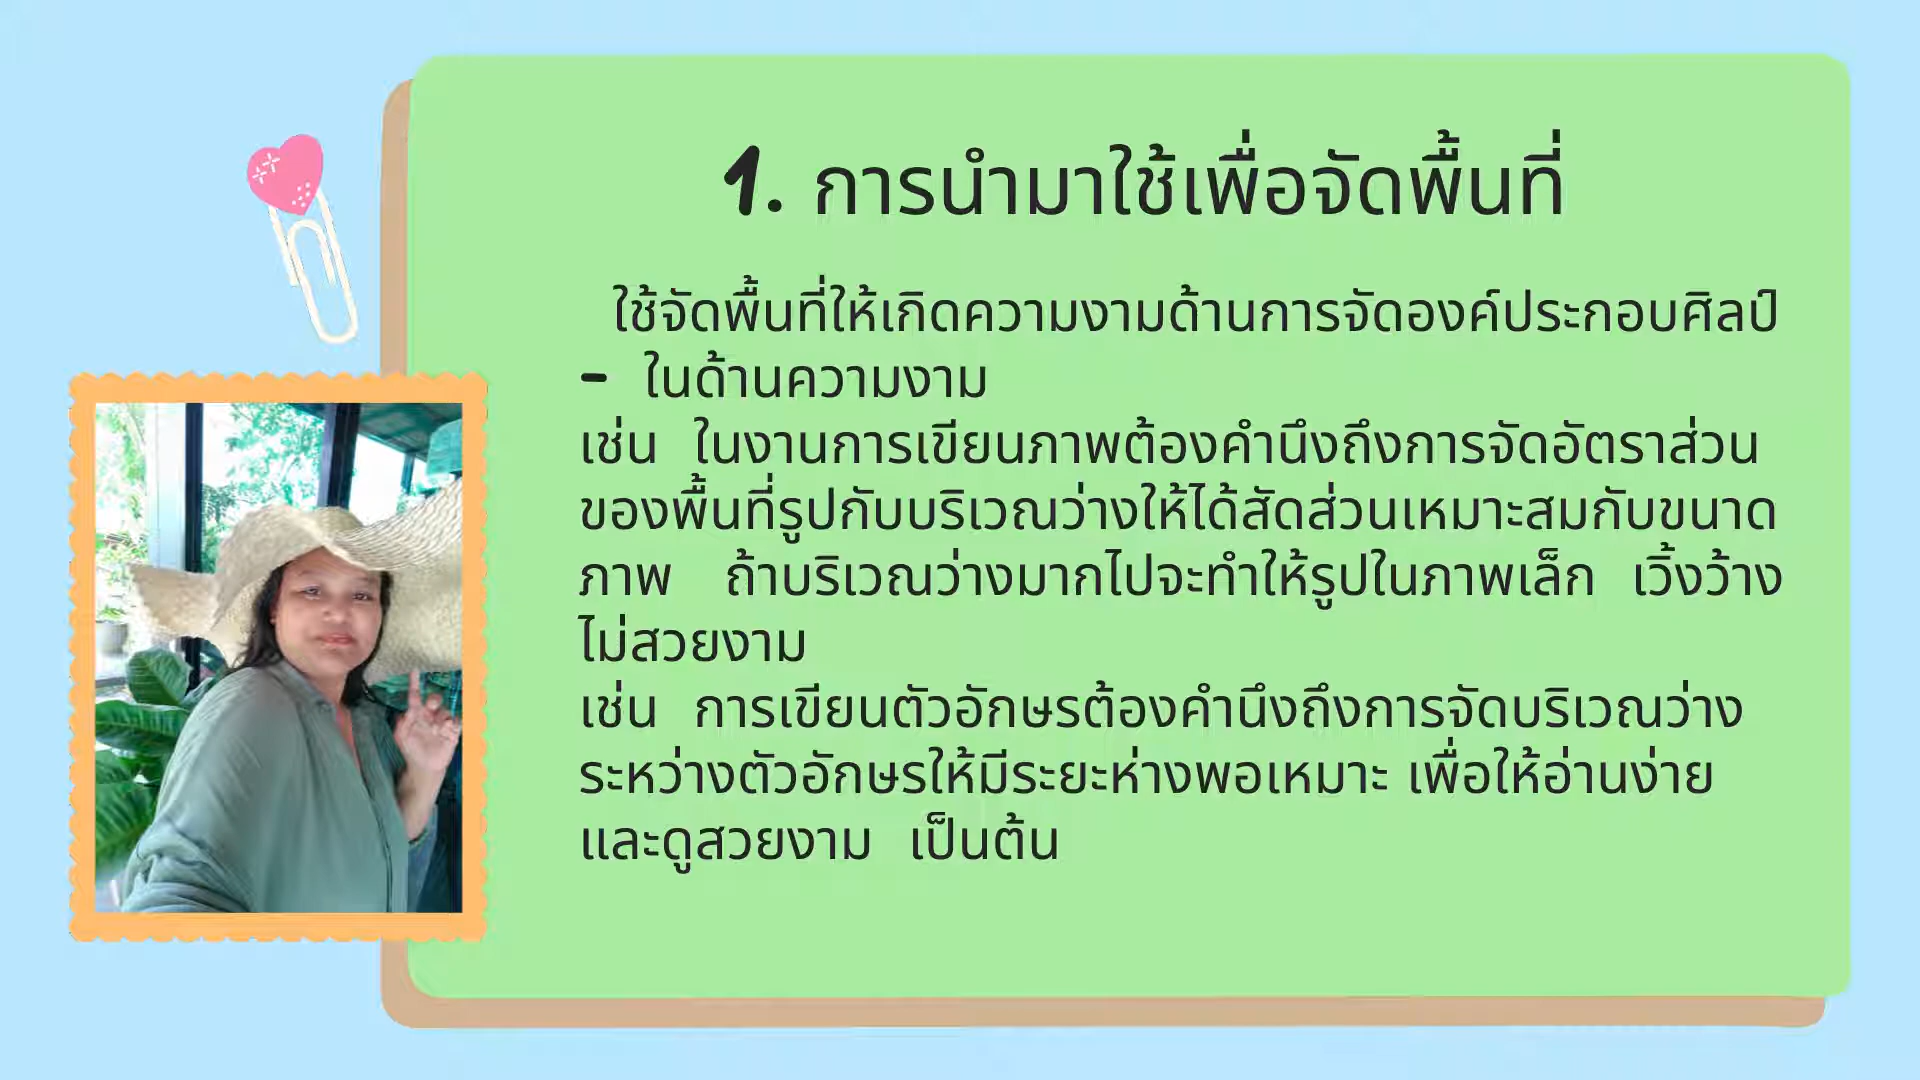 1. การนำมาใช้เพื่อจัดพื้นที่
ใช้จัดพื้นที่ให้เกิดความงามด้านการจัดองค์ประกอบศิลป์
- ในด้านความงาม
เช่น ในงานการเขียนภาพต้องคำนึงถึงการจัดอัตราส่วน
ของพื้นที่รูปกับบริเวณว่างให้ได้สัดส่วนเหมาะสมกับขนาด
ภาพ ถ้าบริเวณว่างมากไปจะทำให้รูปในภาพเล็ก เวิ้งว้าง
ไม่สวยงาม
เช่น การเขียนตัวอักษรต้องคำนึงถึงการจัดบริเวณว่าง
ระหว่างตัวอักษรให้มีระยะห่างพอเหมาะ เพื่อให้อ่านง่าย
และดูสวยงาม เป็นต้น